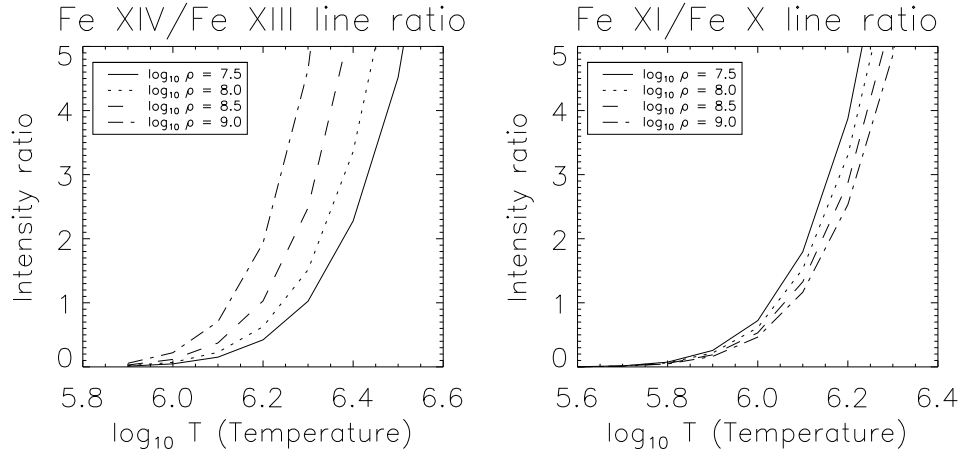 Fe XIV/Fe XIII line ratio
5
4
3
2
1
0
Intensity ratio
log₁₀ ρ = 7.5
log₁₀ ρ = 8.0
log₁₀ ρ = 8.5
log₁₀ ρ = 9.0
5.8 6.0 6.2 6.4 6.6
log₁₀ T (Temperature)
Fe XI/Fe X line ratio
5
4
3
2
1
0
Intensity ratio
log₁₀ ρ = 7.5
log₁₀ ρ = 8.0
log₁₀ ρ = 8.5
log₁₀ ρ = 9.0
5.6 5.8 6.0 6.2 6.4
log₁₀ T (Temperature)